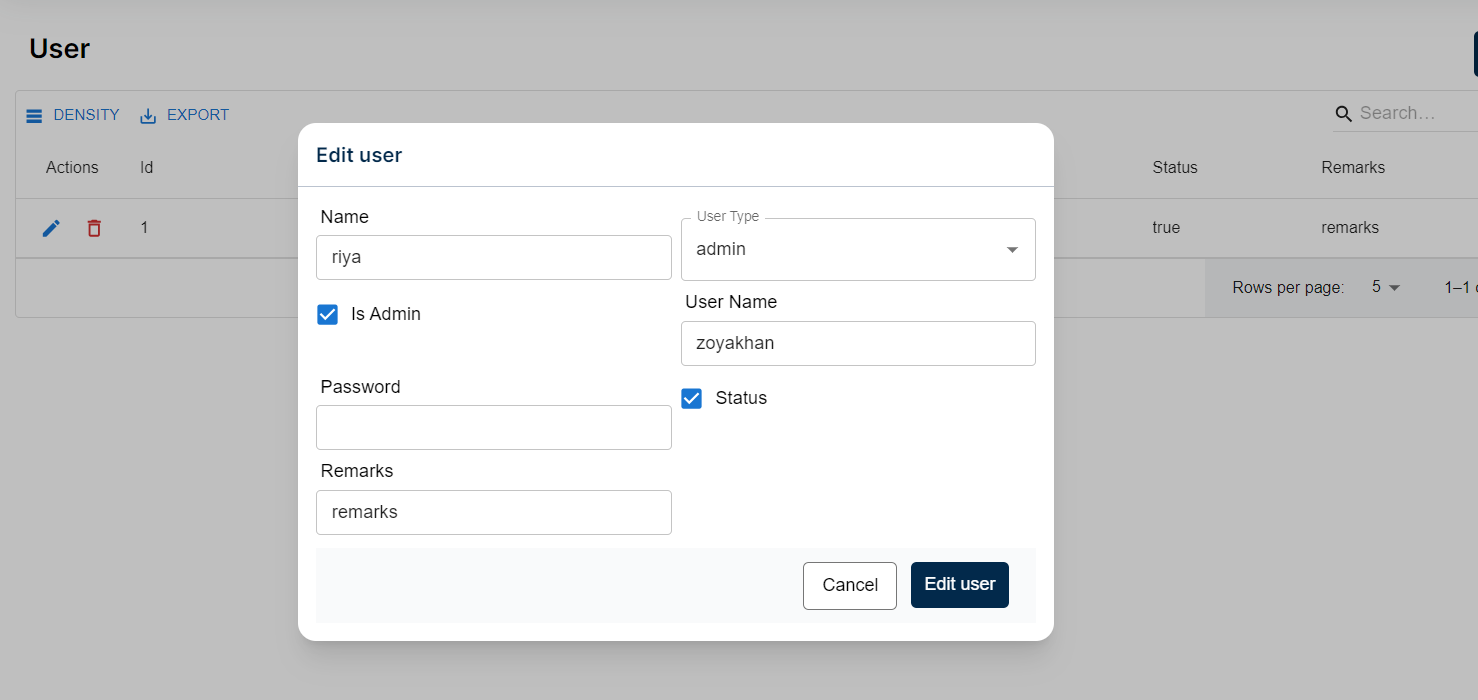 User
DENSITY EXPORT
Search...
Actions Id Status Remarks
1 true remarks
Rows per page: 5 1–1
Edit user
Name
riya
User Type
admin
Is Admin
User Name
zoyakhan
Password
Status
Remarks
remarks
Cancel Edit user